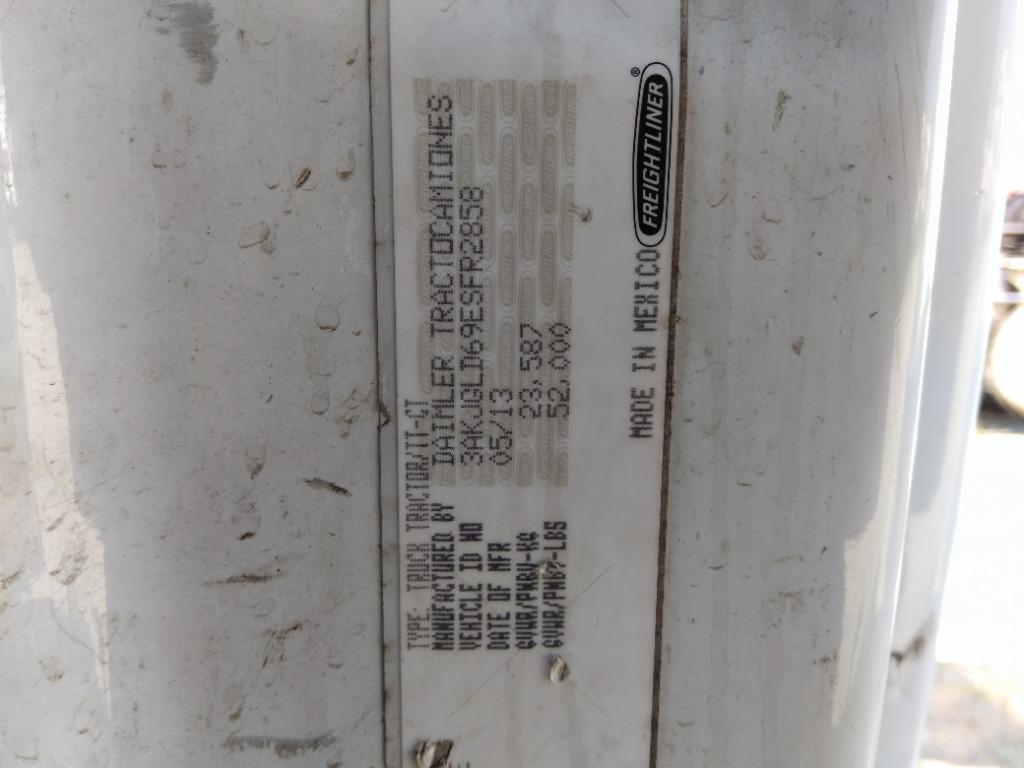 TYPE: TRUCK TRACTOR/TT-CT
MANUFACTURED BY DAIMLER TRACTOCAMIONES
VEHICLE ID NO 3AKJGLD69ESFR2858
DATE OF MFR 05/13
GVWR/PNBV-KG 23,587
GVWR/PNBV-LBS 52,000
MADE IN MEXICO FREIGHTLINER®